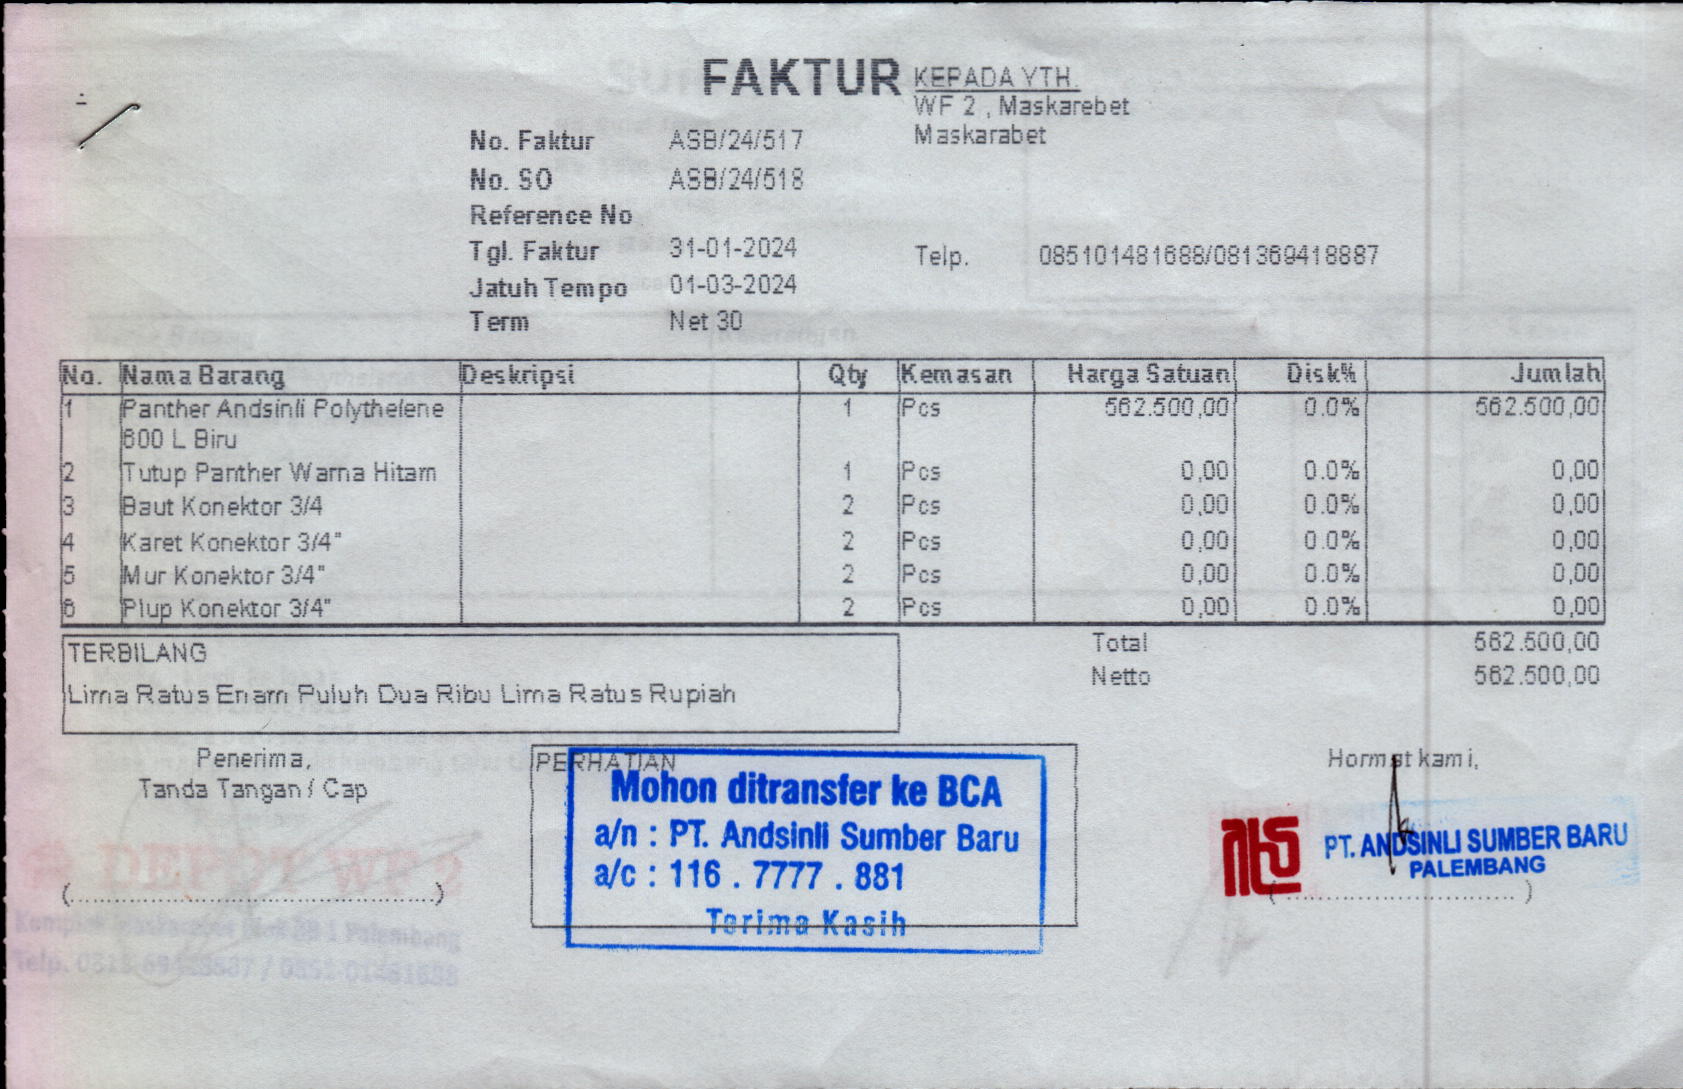 FAKTUR
KEPADA YTH.
WF 2 , Maskarebet
Maskarabet
No. Faktur ASB/24/517
No. SO ASB/24/518
Reference No
Tgl. Faktur 31-01-2024
Telp. 085101481688/081369418887
Jatuh Tempo 01-03-2024
Term Net 30
No. Nama Barang Deskripsi Qty Kemasan Harga Satuan Disk% Jumlah
1 Panther Andsinli Polythelene 1 Pcs 562.500,00 0.0% 562.500,00
600 L Biru
2 Tutup Panther Warna Hitam 1 Pcs 0,00 0.0% 0,00
3 Baut Konektor 3/4 2 Pcs 0,00 0.0% 0,00
4 Karet Konektor 3/4" 2 Pcs 0,00 0.0% 0,00
5 Mur Konektor 3/4" 2 Pcs 0,00 0.0% 0,00
6 Plup Konektor 3/4" 2 Pcs 0,00 0.0% 0,00
Total 562.500,00
Netto 562.500,00
TERBILANG
Lima Ratus Enam Puluh Dua Ribu Lima Ratus Rupiah
Penerima,
Tanda Tangan / Cap
DEPOT WF 2
(......................................)
PERHATIAN
Mohon ditransfer ke BCA
a/n : PT. Andsinli Sumber Baru
a/c : 116 . 7777 . 881
Terima Kasih
Hormat kami,
PT. ANDSINLI SUMBER BARU
PALEMBANG
(............................)